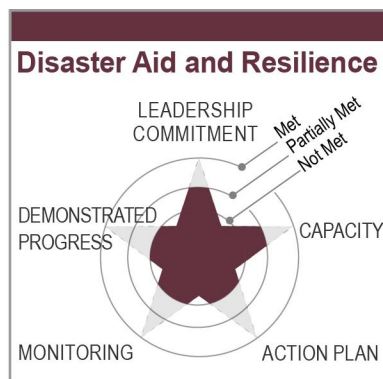 Disaster Aid and Resilience
LEADERSHIP
COMMITMENT
Met
Partially Met
Not Met
DEMONSTRATED
PROGRESS
CAPACITY
MONITORING
ACTION PLAN